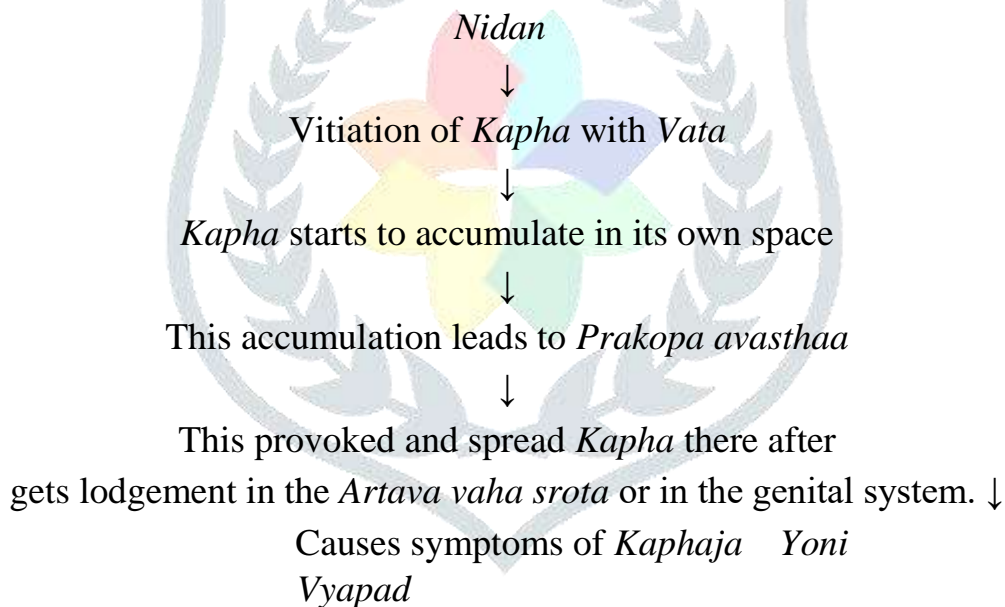 Nidan
↓
Vitiation of Kapha with Vata
↓
Kapha starts to accumulate in its own space
↓
This accumulation leads to Prakopa avasthaa
↓
This provoked and spread Kapha there after
gets lodgement in the Artava vaha srota or in the genital system. ↓
Causes symptoms of Kaphaja Yoni
Vyapad